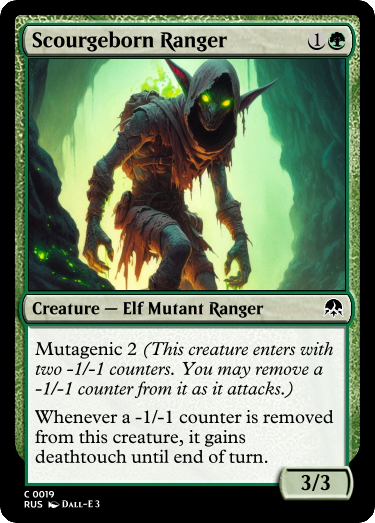 Scourgeborn Ranger 1
Creature — Elf Mutant Ranger
Mutagenic 2 (This creature enters with
two -1/-1 counters. You may remove a
-1/-1 counter from it as it attacks.)
Whenever a -1/-1 counter is removed
from this creature, it gains
deathtouch until end of turn.
3/3
C 0019
RUS DALL-E 3